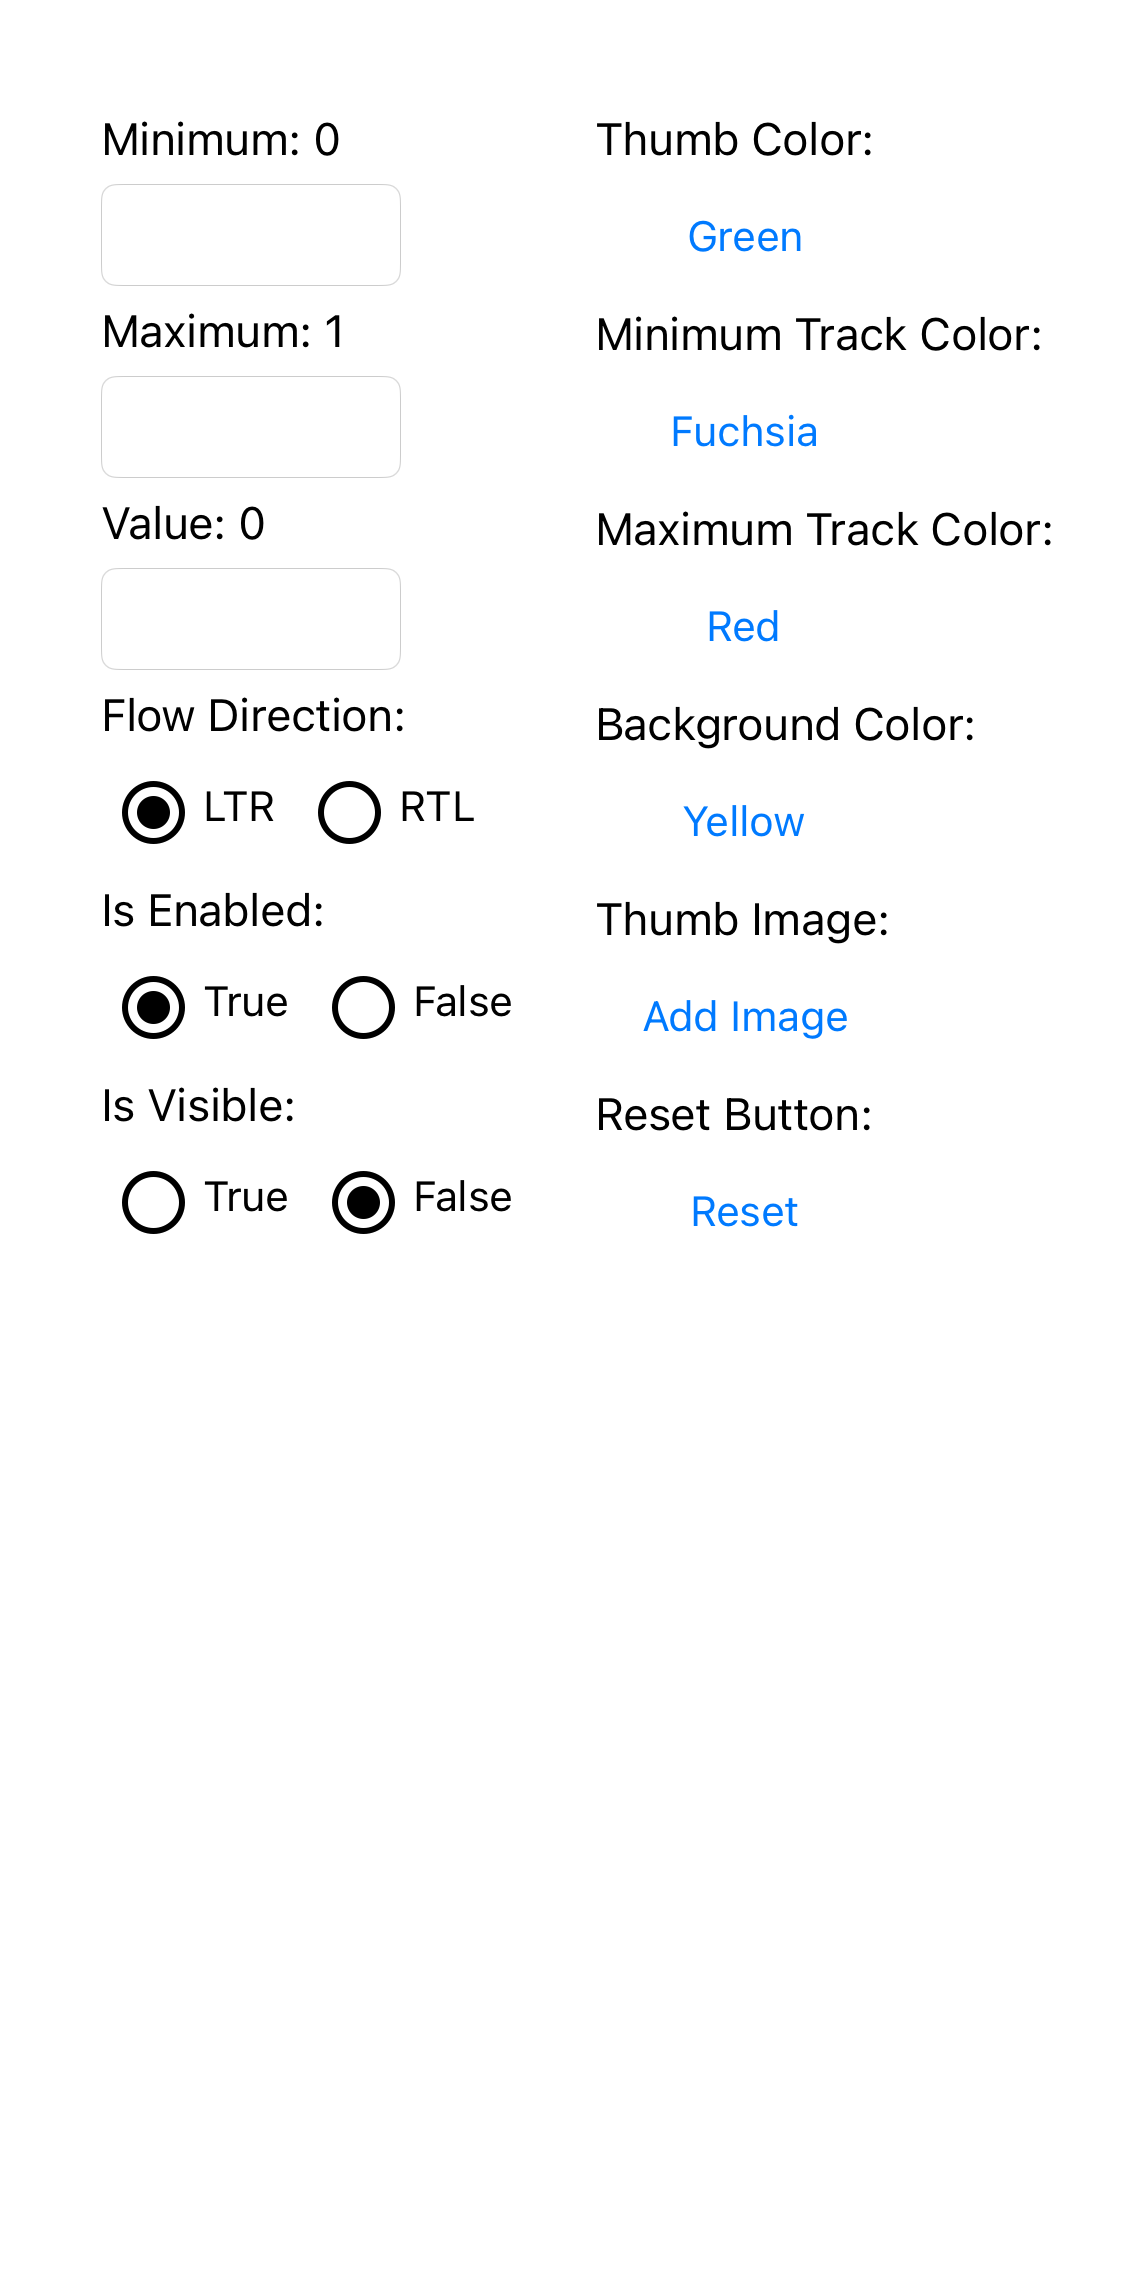 Minimum: 0
Maximum: 1
Value: 0
Flow Direction:
LTR RTL
Is Enabled:
True False
Is Visible:
True False
Thumb Color:
Green
Minimum Track Color:
Fuchsia
Maximum Track Color:
Red
Background Color:
Yellow
Thumb Image:
Add Image
Reset Button:
Reset